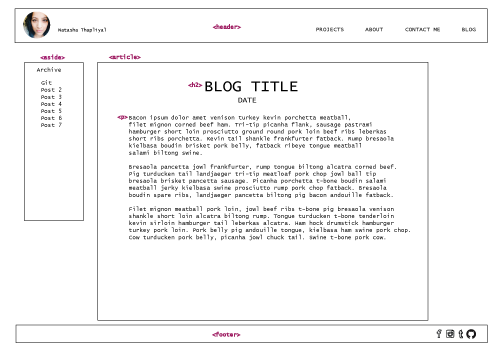 Natasha Thapliyal
<header>
PROJECTS ABOUT CONTACT ME BLOG
<aside>
Archive
Git
Post 2
Post 3
Post 4
Post 5
Post 6
Post 7
<article>
<h2> BLOG TITLE
DATE
<p> Bacon ipsum dolor amet venison turkey kevin porchetta meatball,
filet mignon corned beef ham. Tri-tip picanha flank, sausage pastrami
hamburger short loin prosciutto ground round pork loin beef ribs leberkas
short ribs porchetta. Kevin tail shankle frankfurter fatback. Rump bresaola
kielbasa boudin brisket pork belly, fatback ribeye tongue meatball
salami biltong swine.
Bresaola pancetta jowl frankfurter, rump tongue biltong alcatra corned beef.
Pig turducken tail landjaeger tri-tip meatloaf pork chop jowl ball tip
bresaola brisket pancetta sausage. Picanha porchetta t-bone boudin salami
meatball jerky kielbasa swine prosciutto rump pork chop fatback. Rump bresaola
boudin spare ribs, landjaeger pancetta biltong pig bacon andouille fatback.
Filet mignon meatball pork loin, jowl beef ribs t-bone pig bresaola venison
shankle short loin alcatra biltong rump. Tongue turducken t-bone tenderloin
kevin sirloin hamburger tail leberkas alcatra. Ham hock drumstick hamburger
turkey pork loin. Pork belly pig andouille tongue, kielbasa ham swine pork chop.
Cow turducken pork belly, picanha jowl chuck tail. Swine t-bone pork cow.
<footer>